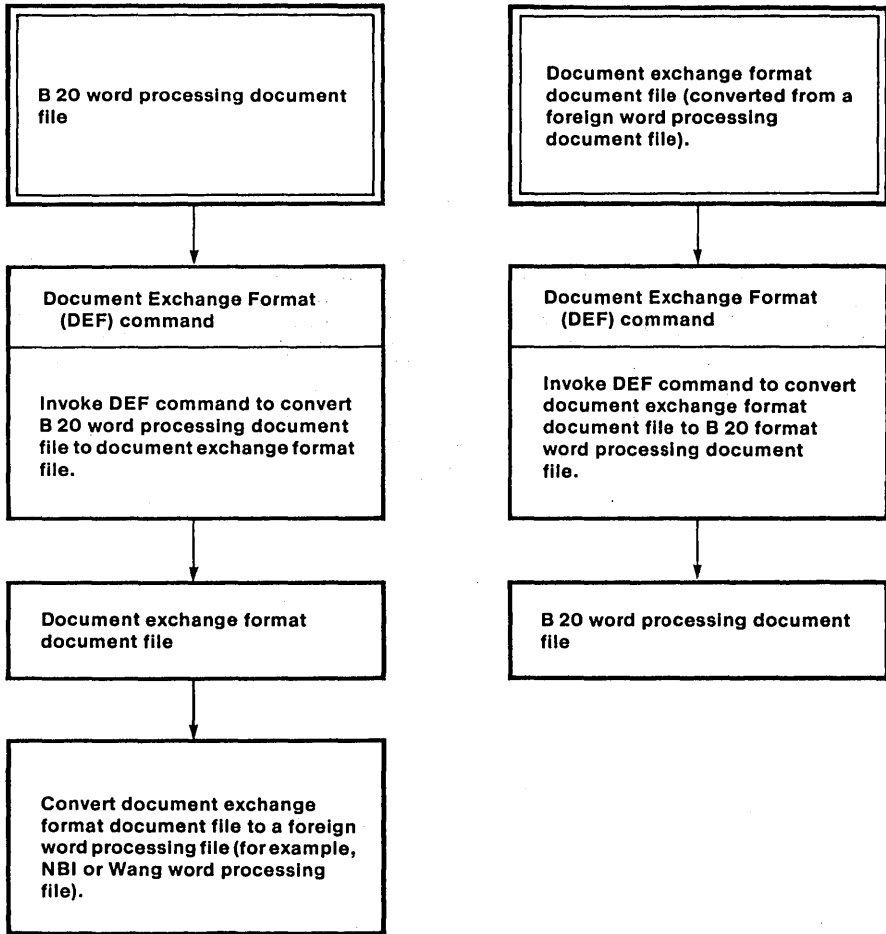 B 20 word processing document
file
Document Exchange Format
(DEF) command
Invoke DEF command to convert
B 20 word processing document
file to document exchange format
file.
Document exchange format
document file
Convert document exchange
format document file to a foreign
word processing file (for example,
NBI or Wang word processing
file).
Document exchange format
document file (converted from a
foreign word processing
document file).
Document Exchange Format
(DEF) command
Invoke DEF command to convert
document exchange format
document file to B 20 format
word processing document
file.
B 20 word processing document
file